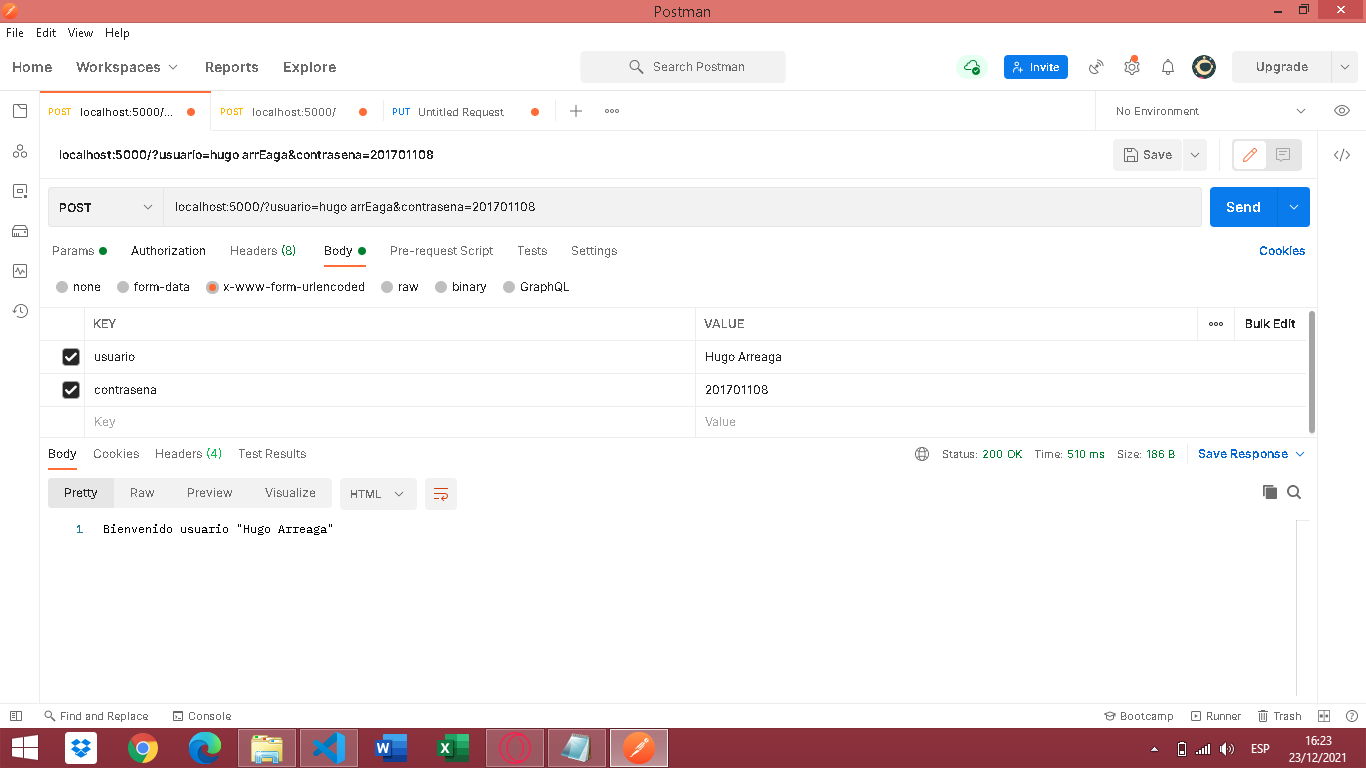 Postman
File Edit View Help
Home Workspaces Reports Explore Search Postman Invite Upgrade
POST localhost:5000/... POST localhost:5000/ PUT Untitled Request No Environment
localhost:5000/?usuario=hugo arrEaga&contrasena=201701108 Save
POST localhost:5000/?usuario=hugo arrEaga&contrasena=201701108 Send
Params Authorization Headers (8) Body Pre-request Script Tests Settings Cookies
none form-data x-www-form-urlencoded raw binary GraphQL
KEY VALUE Bulk Edit
usuario Hugo Arreaga
contrasena 201701108
Key Value
Body Cookies Headers (4) Test Results Status: 200 OK Time: 510 ms Size: 186 B Save Response
Pretty Raw Preview Visualize HTML
1 Bienvenido usuario "Hugo Arreaga"
Find and Replace Console Bootcamp Runner Trash
ESP 16:23
23/12/2021